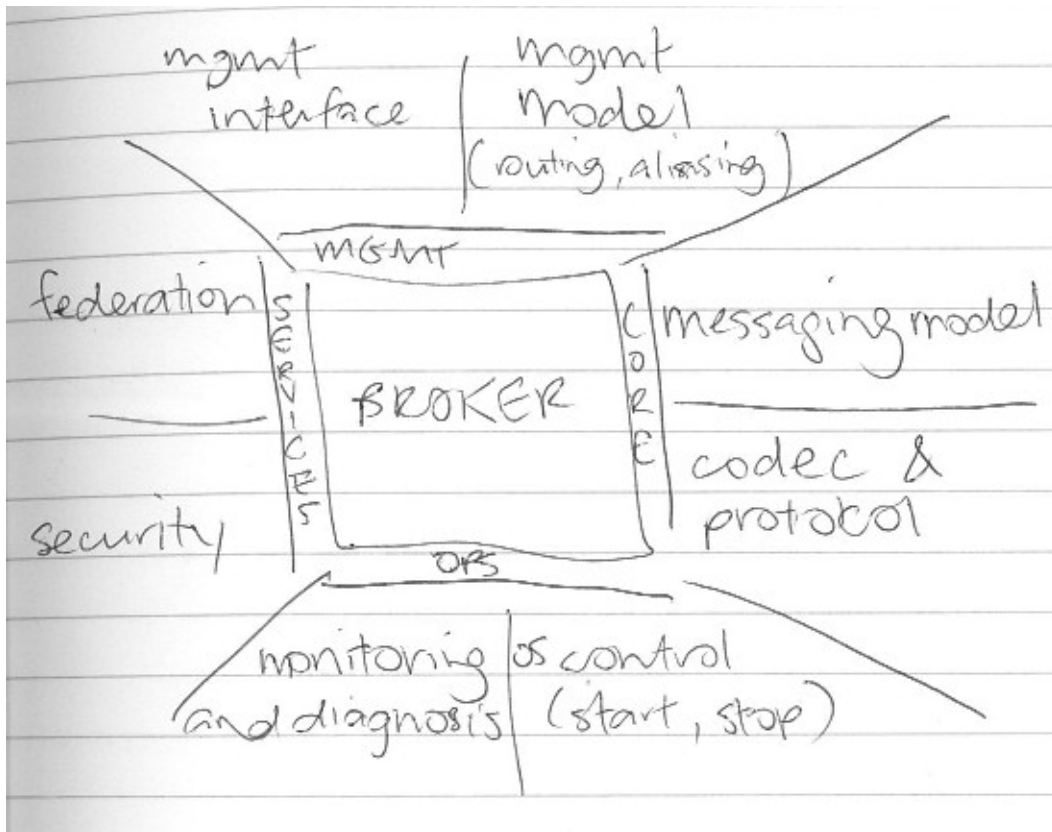 mgmt
interface
mgmt
model
(routing, aliasing)
MGMT
federation
security
SERVICES
BROKER
CORE
messaging model
codec &
protocol
OPS
monitoring
and diagnosis
os control
(start, stop)